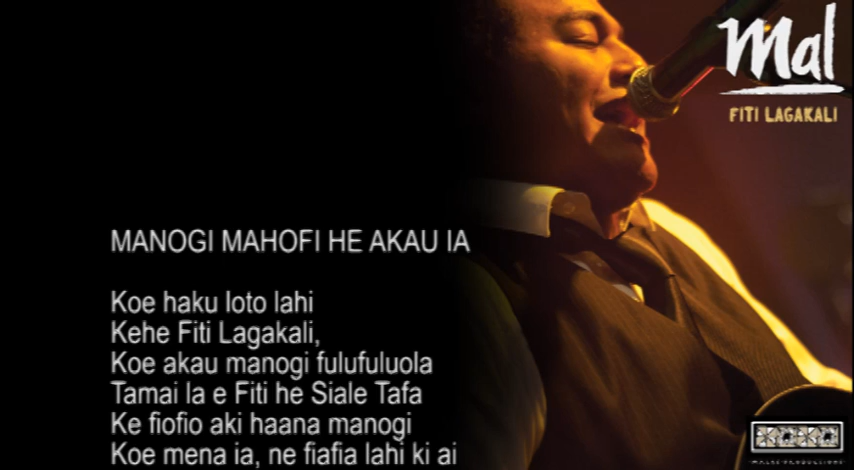 Mal
FITI LAGAKALI
MANOGI MAHOFI HE AKAU IA
Koe haku loto lahi
Kehe Fiti Lagakali,
Koe akau manogi fulufuluola
Tamai la e Fiti he Siale Tafa
Ke fiofio aki haana manogi
Koe mena ia, ne fiafia lahi ki ai